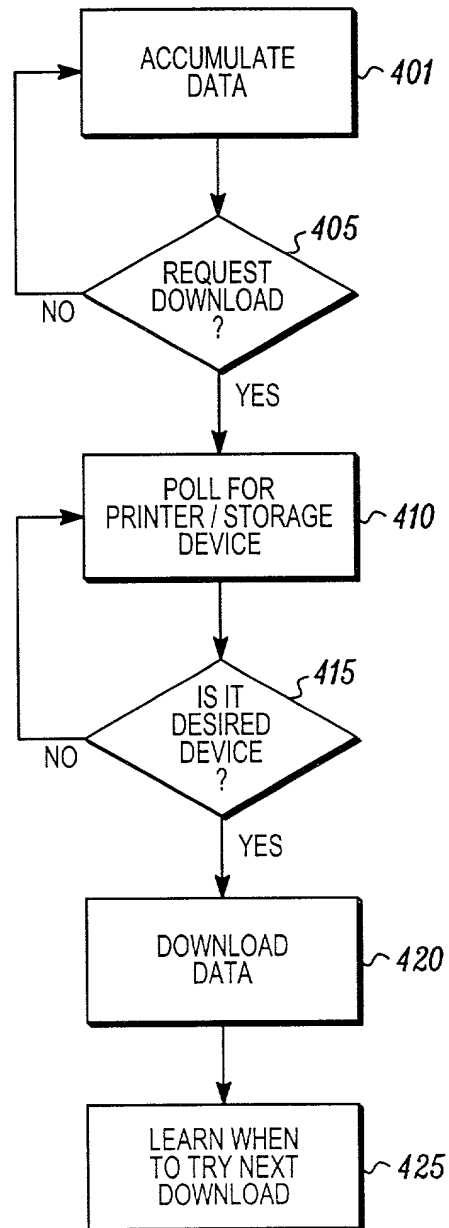 ACCUMULATE
DATA
401
405
REQUEST
DOWNLOAD
?
NO
YES
POLL FOR
PRINTER / STORAGE
DEVICE
410
415
IS IT
DESIRED
DEVICE
?
NO
YES
DOWNLOAD
DATA
420
LEARN WHEN
TO TRY NEXT
DOWNLOAD
425